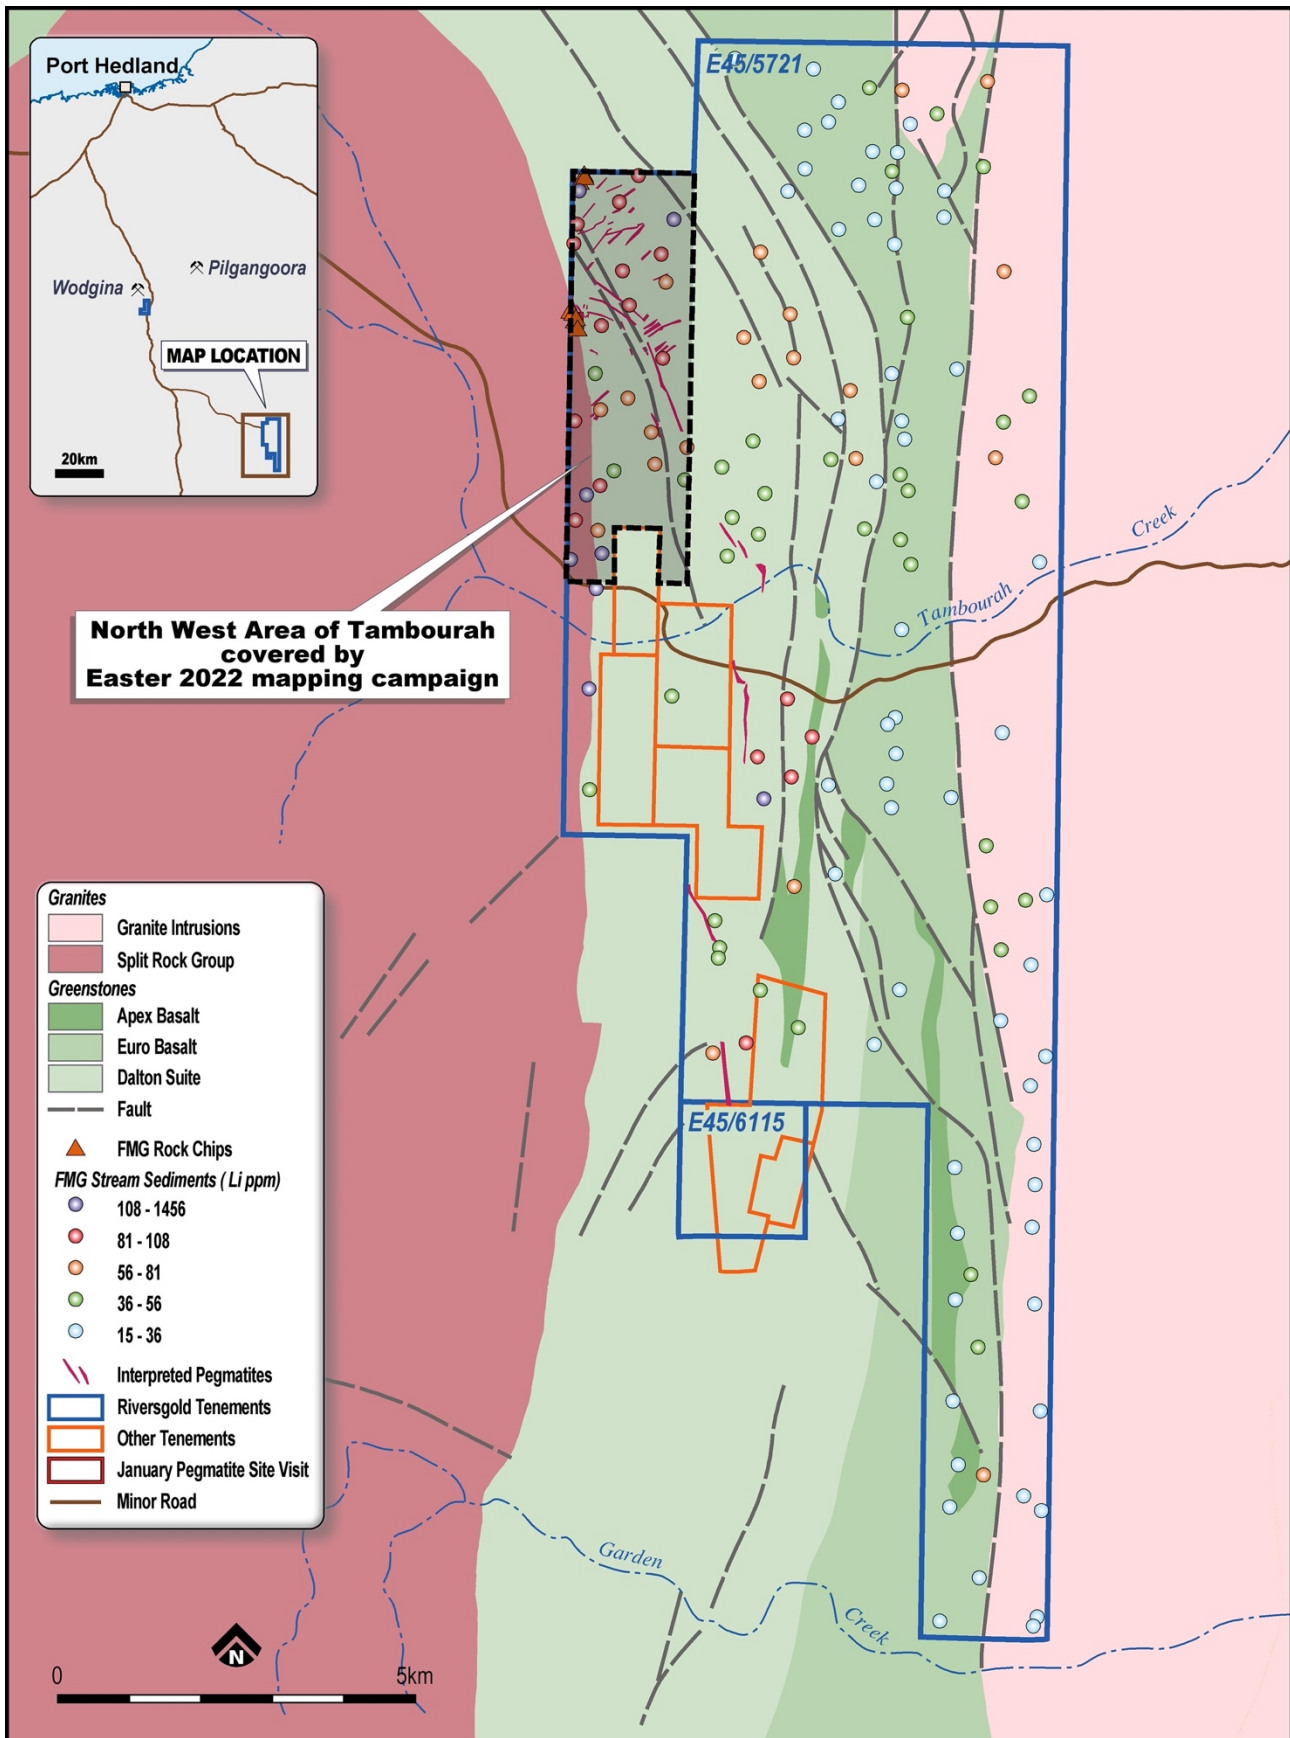 Port Hedland
Pilgangoora
Wodgina
MAP LOCATION
20km
E45/5721
Creek
Tambourah
North West Area of Tambourah
covered by
Easter 2022 mapping campaign
E45/6115
Granites
Granite Intrusions
Split Rock Group
Greenstones
Apex Basalt
Euro Basalt
Dalton Suite
Fault
FMG Rock Chips
FMG Stream Sediments ( Li ppm)
108 - 1456
81 - 108
56 - 81
36 - 56
15 - 36
Interpreted Pegmatites
Riversgold Tenements
Other Tenements
January Pegmatite Site Visit
Minor Road
Garden
Creek
N
0
5km